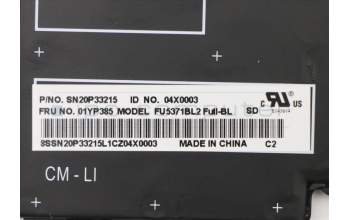 P/NO. SN20P33215 ID NO. 04X0003
FRU NO. 01YP385 MODEL FU5371BL2 Full-BL SD
C US
8SSN20P33215L1CZ04X0003 MADE IN CHINA C2
CM - LI